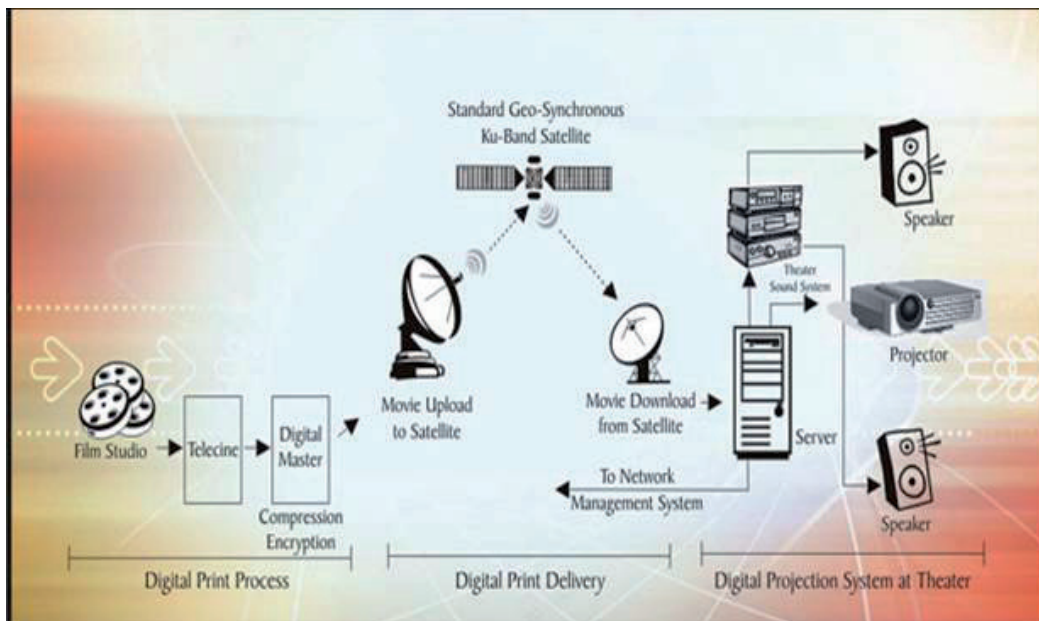 Standard Geo-Synchronous
Ku-Band Satellite
Speaker
Theater
Sound System
Projector
Movie Upload
to Satellite
Movie Download
from Satellite
Server
Film Studio
Telecine
Digital
Master
To Network
Management System
Compression
Encryption
Speaker
Digital Print Process
Digital Print Delivery
Digital Projection System at Theater